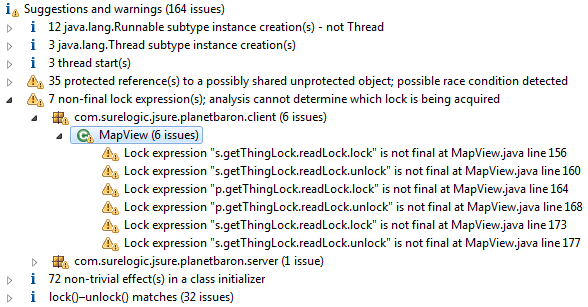 Suggestions and warnings (164 issues)
12 java.lang.Runnable subtype instance creation(s) - not Thread
3 java.lang.Thread subtype instance creation(s)
3 thread start(s)
35 protected reference(s) to a possibly shared unprotected object; possible race condition detected
7 non-final lock expression(s); analysis cannot determine which lock is being acquired
com.surelogic.jsure.planetbaron.client (6 issues)
MapView (6 issues)
Lock expression "s.getThingLock.readLock.lock" is not final at MapView.java line 156
Lock expression "s.getThingLock.readLock.unlock" is not final at MapView.java line 160
Lock expression "p.getThingLock.readLock.lock" is not final at MapView.java line 164
Lock expression "p.getThingLock.readLock.unlock" is not final at MapView.java line 168
Lock expression "s.getThingLock.readLock.lock" is not final at MapView.java line 173
Lock expression "s.getThingLock.readLock.unlock" is not final at MapView.java line 177
com.surelogic.jsure.planetbaron.server (1 issue)
72 non-trivial effect(s) in a class initializer
lock()–unlock() matches (32 issues)